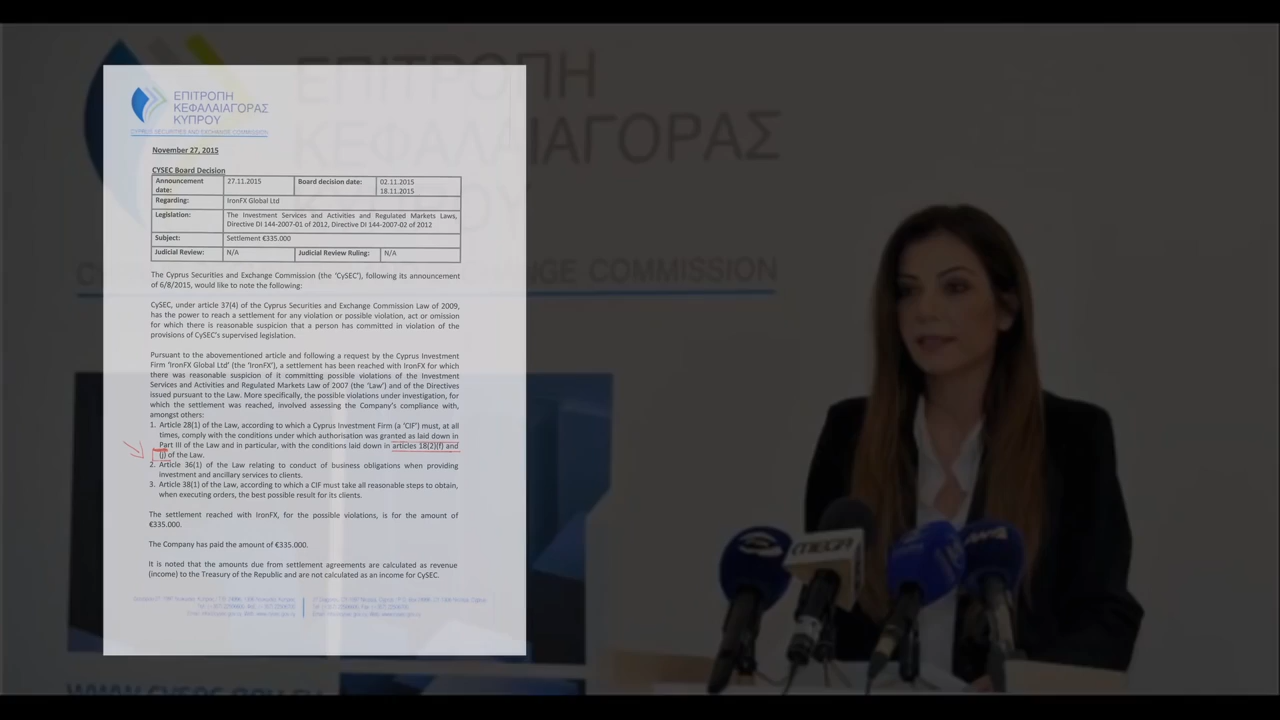 ΕΠΙΤΡΟΠΗ
ΚΕΦΑΛΑΙΑΓΟΡΑΣ
ΚΥΠΡΟΥ
CYPRUS SECURITIES AND EXCHANGE COMMISSION
November 27, 2015
CYSEC Board Decision
Announcement date: 27.11.2015 Board decision date: 02.11.2015 18.11.2015
Regarding: IronFX Global Ltd
Legislation: The Investment Services and Activities and Regulated Markets Laws,
Directive DI 144-2007-01 of 2012, Directive DI 144-2007-02 of 2012
Subject: Settlement €335.000
Judicial Review: N/A Judicial Review Ruling: N/A
The Cyprus Securities and Exchange Commission (the ‘CySEC’), following its announcement
of 6/8/2015, would like to note the following:
CySEC, under article 37(4) of the Cyprus Securities and Exchange Commission Law of 2009,
has the power to reach a settlement for any violation or possible violation, act or omission
for which there is reasonable suspicion that a person has committed in violation of the
provisions of CySEC’s supervised legislation.
Pursuant to the abovementioned article and following a request by the Cyprus Investment
Firm ‘IronFX Global Ltd’ (the ‘IronFX’), a settlement has been reached with IronFX for which
there was reasonable suspicion of it committing possible violations of the Investment
Services and Activities and Regulated Markets Law of 2007 (the ‘Law’) and of the Directives
issued pursuant to the Law. More specifically, the possible violations under investigation, for
which the settlement was reached, involved assessing the Company’s compliance with,
amongst others:
1. Article 28(1) of the Law, according to which a Cyprus Investment Firm (a ‘CIF’) must, at all
times, comply with the conditions under which authorisation was granted as laid down in
Part III of the Law and in particular, with the conditions laid down in articles 18(2)(f) and
(j) of the Law.
2. Article 36(1) of the Law relating to conduct of business obligations when providing
investment and ancillary services to clients.
3. Article 38(1) of the Law, according to which a CIF must take all reasonable steps to obtain,
when executing orders, the best possible result for its clients.
The settlement reached with IronFX, for the possible violations, is for the amount of
€335.000.
The Company has paid the amount of €335.000.
It is noted that the amounts due from settlement agreements are calculated as revenue
(income) to the Treasury of the Republic and are not calculated as an income for CySEC.
ΕΠΙΤΡΟΠΗ
ΚΕΦΑΛΑΙΑΓΟΡΑΣ
EXCHANGE COMMISSION
WWW.CYSEC.GOV.CY
MEGA